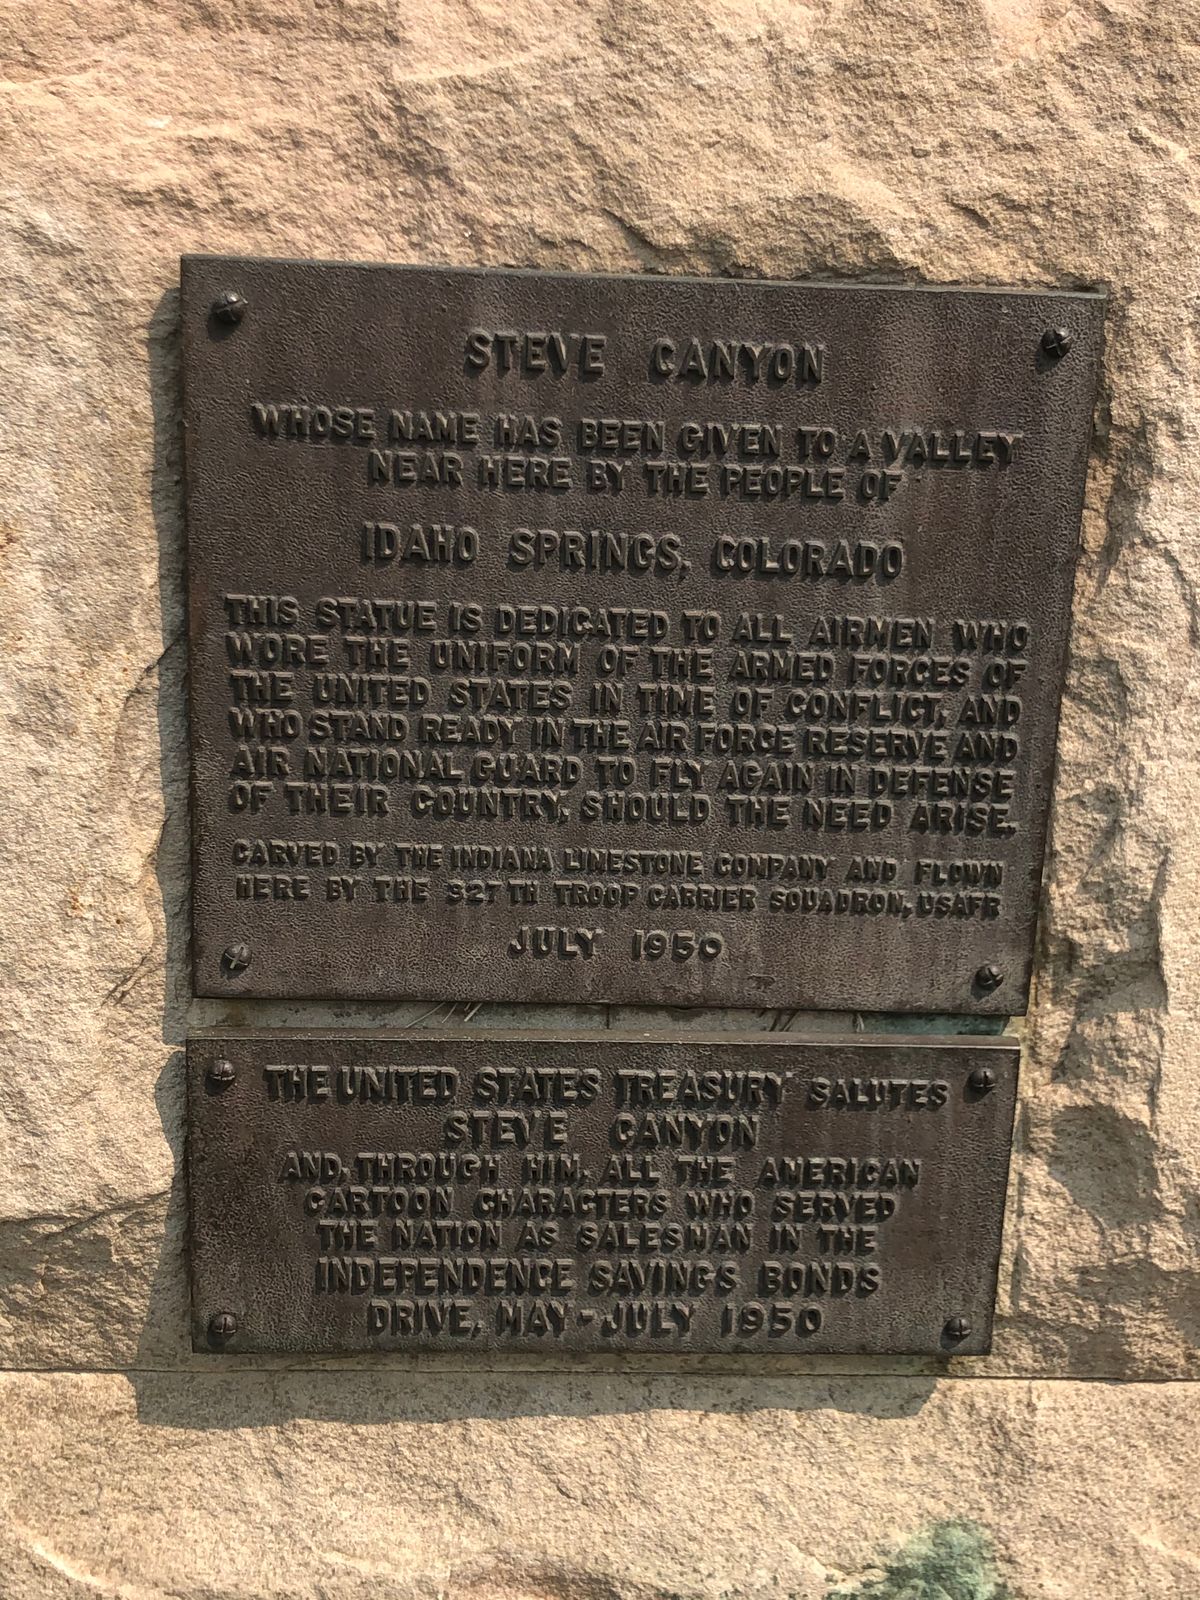 STEVE CANYON
WHOSE NAME HAS BEEN GIVEN TO A VALLEY
NEAR HERE BY THE PEOPLE OF
IDAHO SPRINGS, COLORADO
THIS STATUE IS DEDICATED TO ALL AIRMEN WHO
WORE THE UNIFORM OF THE ARMED FORCES OF
THE UNITED STATES IN TIME OF CONFLICT, AND
WHO STAND READY IN THE AIR FORCE RESERVE AND
AIR NATIONAL GUARD TO FLY AGAIN IN DEFENSE
OF THEIR COUNTRY, SHOULD THE NEED ARISE.
CARVED BY THE INDIANA LIMESTONE COMPANY AND FLOWN
HERE BY THE 327TH TROOP CARRIER SQUADRON, USAFR
JULY 1950
THE UNITED STATES TREASURY SALUTES
STEVE CANYON
AND, THROUGH HIM, ALL THE AMERICAN
CARTOON CHARACTERS WHO SERVED
THE NATION AS SALESMAN IN THE
INDEPENDENCE SAVINGS BONDS
DRIVE, MAY - JULY 1950